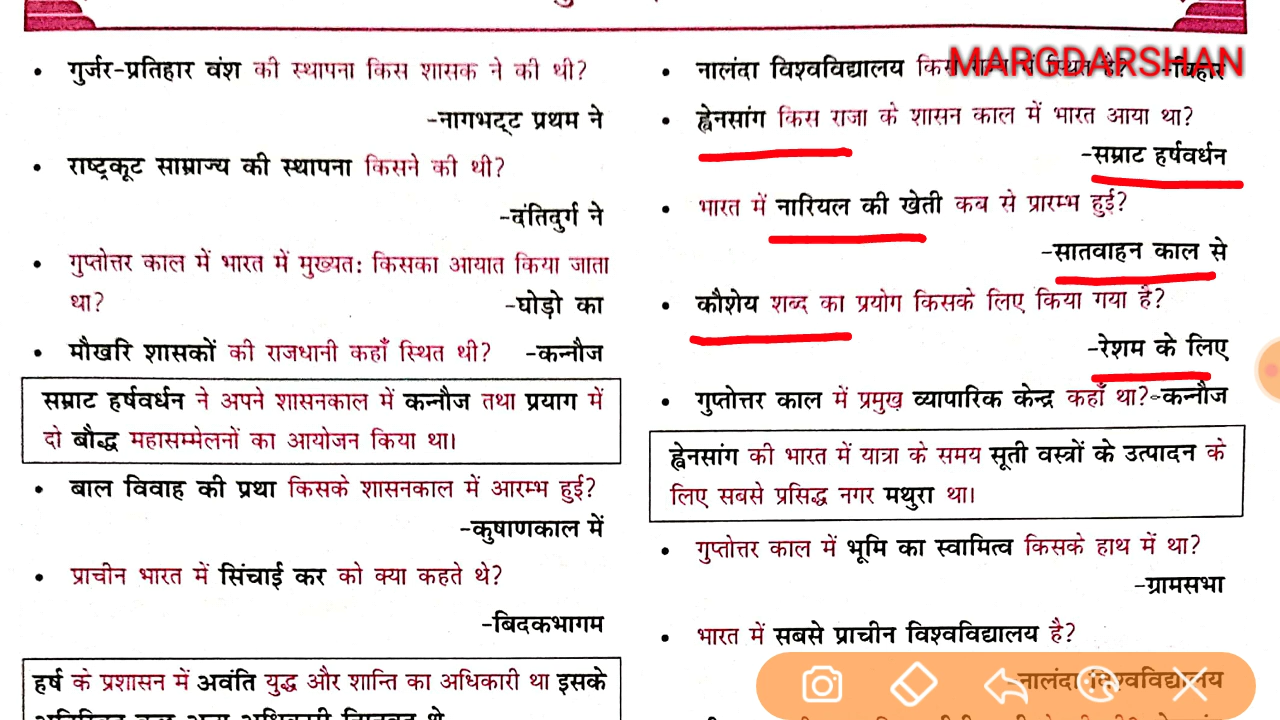 • गुर्जर-प्रतिहार वंश की स्थापना किस शासक ने की थी?
-नागभट्ट प्रथम ने
• राष्ट्रकूट साम्राज्य की स्थापना किसने की थी?
-दंतिदुर्ग ने
• गुप्तोत्तर काल में भारत में मुख्यतः किसका आयात किया जाता
था?
-घोड़ो का
• मौखरि शासकों की राजधानी कहाँ स्थित थी? -कन्नौज
सम्राट हर्षवर्धन ने अपने शासनकाल में कन्नौज तथा प्रयाग में
दो बौद्ध महासम्मेलनों का आयोजन किया था।
• बाल विवाह की प्रथा किसके शासनकाल में आरम्भ हुई?
-कुषाणकाल में
• प्राचीन भारत में सिंचाई कर को क्या कहते थे?
-बिदकभागम
हर्ष के प्रशासन में अवंति युद्ध और शान्ति का अधिकारी था इसके
MARGDARSHAN
• नालंदा विश्वविद्यालय किस में स्थित है? -बिहार
• ह्वेनसांग किस राजा के शासन काल में भारत आया था?
-सम्राट हर्षवर्धन
• भारत में नारियल की खेती कब से प्रारम्भ हुई?
-सातवाहन काल से
• कौशेय शब्द का प्रयोग किसके लिए किया गया है?
-रेशम के लिए
• गुप्तोत्तर काल में प्रमुख व्यापारिक केन्द्र कहाँ था?-कन्नौज
ह्वेनसांग की भारत में यात्रा के समय सूती वस्त्रों के उत्पादन के
लिए सबसे प्रसिद्ध नगर मथुरा था।
• गुप्तोत्तर काल में भूमि का स्वामित्व किसके हाथ में था?
-ग्रामसभा
• भारत में सबसे प्राचीन विश्वविद्यालय है?
-नालंदा विश्वविद्यालय